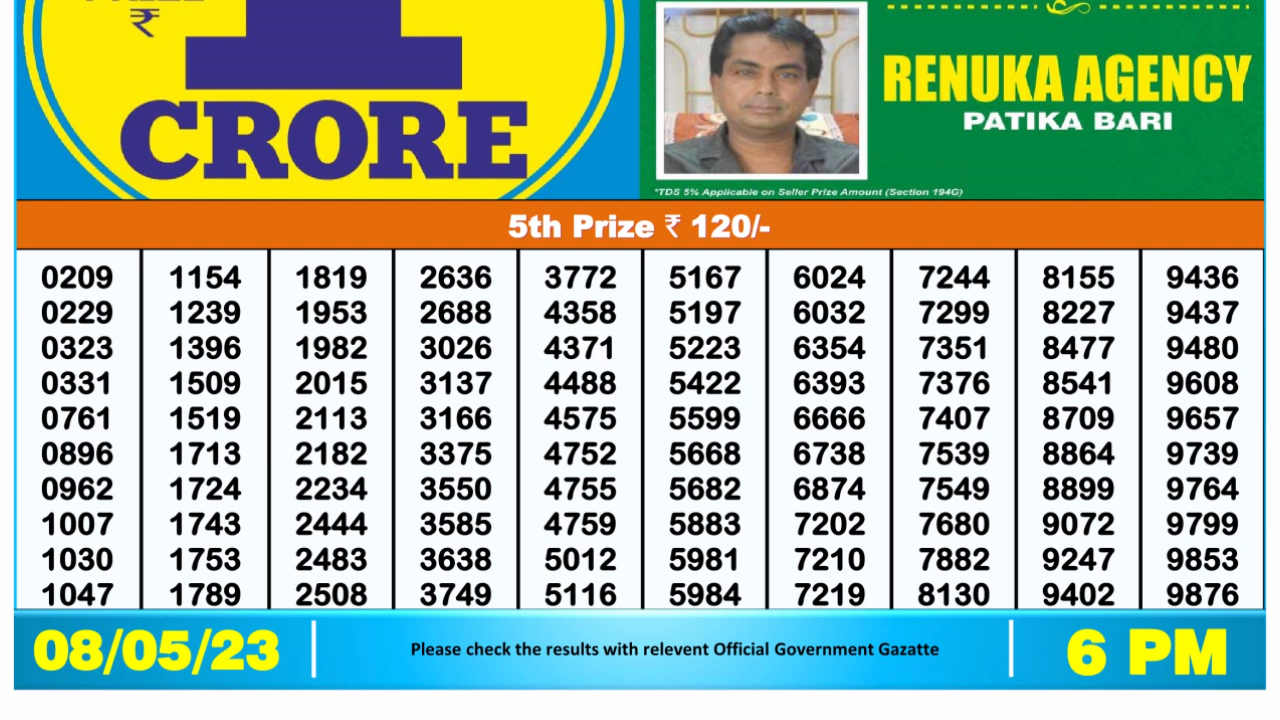 ₹
1
CRORE
RENUKA AGENCY
PATIKA BARI
*TDS 5% Applicable on Seller Prize Amount (Section 194G)
5th Prize ₹ 120/-
0209 1154 1819 2636 3772 5167 6024 7244 8155 9436
0229 1239 1953 2688 4358 5197 6032 7299 8227 9437
0323 1396 1982 3026 4371 5223 6354 7351 8477 9480
0331 1509 2015 3137 4488 5422 6393 7376 8541 9608
0761 1519 2113 3166 4575 5599 6666 7407 8709 9657
0896 1713 2182 3375 4752 5668 6738 7539 8864 9739
0962 1724 2234 3550 4755 5682 6874 7549 8899 9764
1007 1743 2444 3585 4759 5883 7202 7680 9072 9799
1030 1753 2483 3638 5012 5981 7210 7882 9247 9853
1047 1789 2508 3749 5116 5984 7219 8130 9402 9876
08/05/23 Please check the results with relevent Official Government Gazatte 6 PM